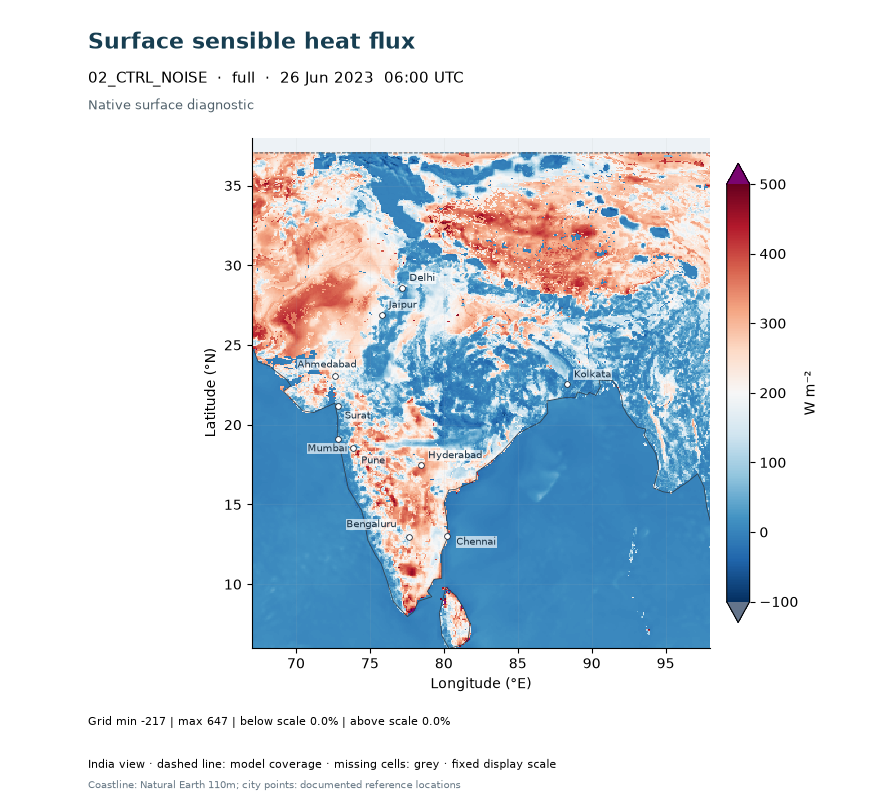 Surface sensible heat flux
02_CTRL_NOISE · full · 26 Jun 2023 06:00 UTC
Native surface diagnostic
35
30
25
20
15
10
Latitude (°N)
70
75
80
85
90
95
Longitude (°E)
Delhi
Jaipur
Ahmedabad
Kolkata
Surat
Mumbai
Pune
Hyderabad
Bengaluru
Chennai
500
400
300
200
100
0
−100
W m⁻²
Grid min -217 | max 647 | below scale 0.0% | above scale 0.0%
India view · dashed line: model coverage · missing cells: grey · fixed display scale
Coastline: Natural Earth 110m; city points: documented reference locations